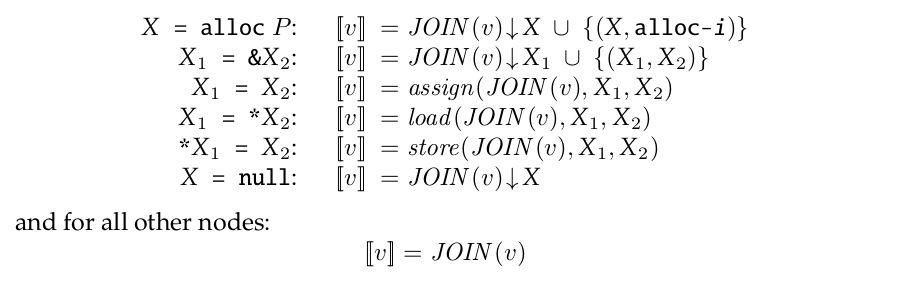 X = alloc P: ⟦v⟧ = JOIN(v)↓X ∪ {(X, alloc-i)}
X₁ = &X₂: ⟦v⟧ = JOIN(v)↓X₁ ∪ {(X₁, X₂)}
X₁ = X₂: ⟦v⟧ = assign(JOIN(v), X₁, X₂)
X₁ = *X₂: ⟦v⟧ = load(JOIN(v), X₁, X₂)
*X₁ = X₂: ⟦v⟧ = store(JOIN(v), X₁, X₂)
X = null: ⟦v⟧ = JOIN(v)↓X
and for all other nodes:
⟦v⟧ = JOIN(v)